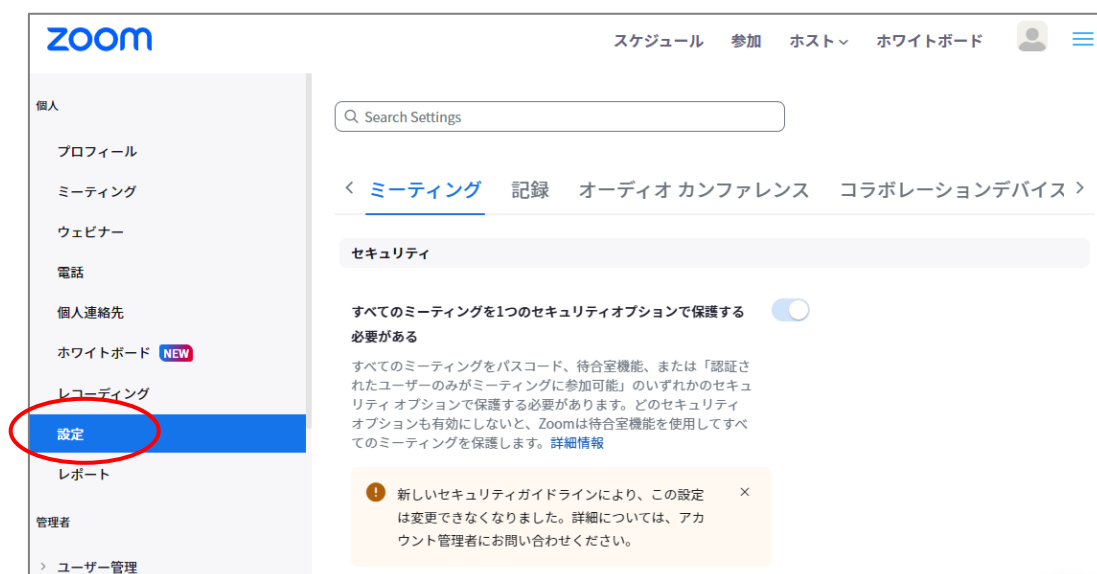 zoom
スケジュール 参加 ホスト ホワイトボード
個人
プロフィール
ミーティング
ウェビナー
電話
個人連絡先
ホワイトボード NEW
レコーディング
設定
レポート
管理者
ユーザー管理
Search Settings
ミーティング 記録 オーディオ カンファレンス コラボレーションデバイス
セキュリティ
すべてのミーティングを1つのセキュリティオプションで保護する
必要がある
すべてのミーティングをパスコード、待合室機能、または「認証さ
れたユーザーのみがミーティングに参加可能」のいずれかのセキュ
リティ オプションで保護する必要があります。どのセキュリティ
オプションも有効にしないと、Zoomは待合室機能を使用してすべ
てのミーティングを保護します。詳細情報
新しいセキュリティガイドラインにより、この設定
は変更できなくなりました。詳細については、アカ
ウント管理者にお問い合わせください。